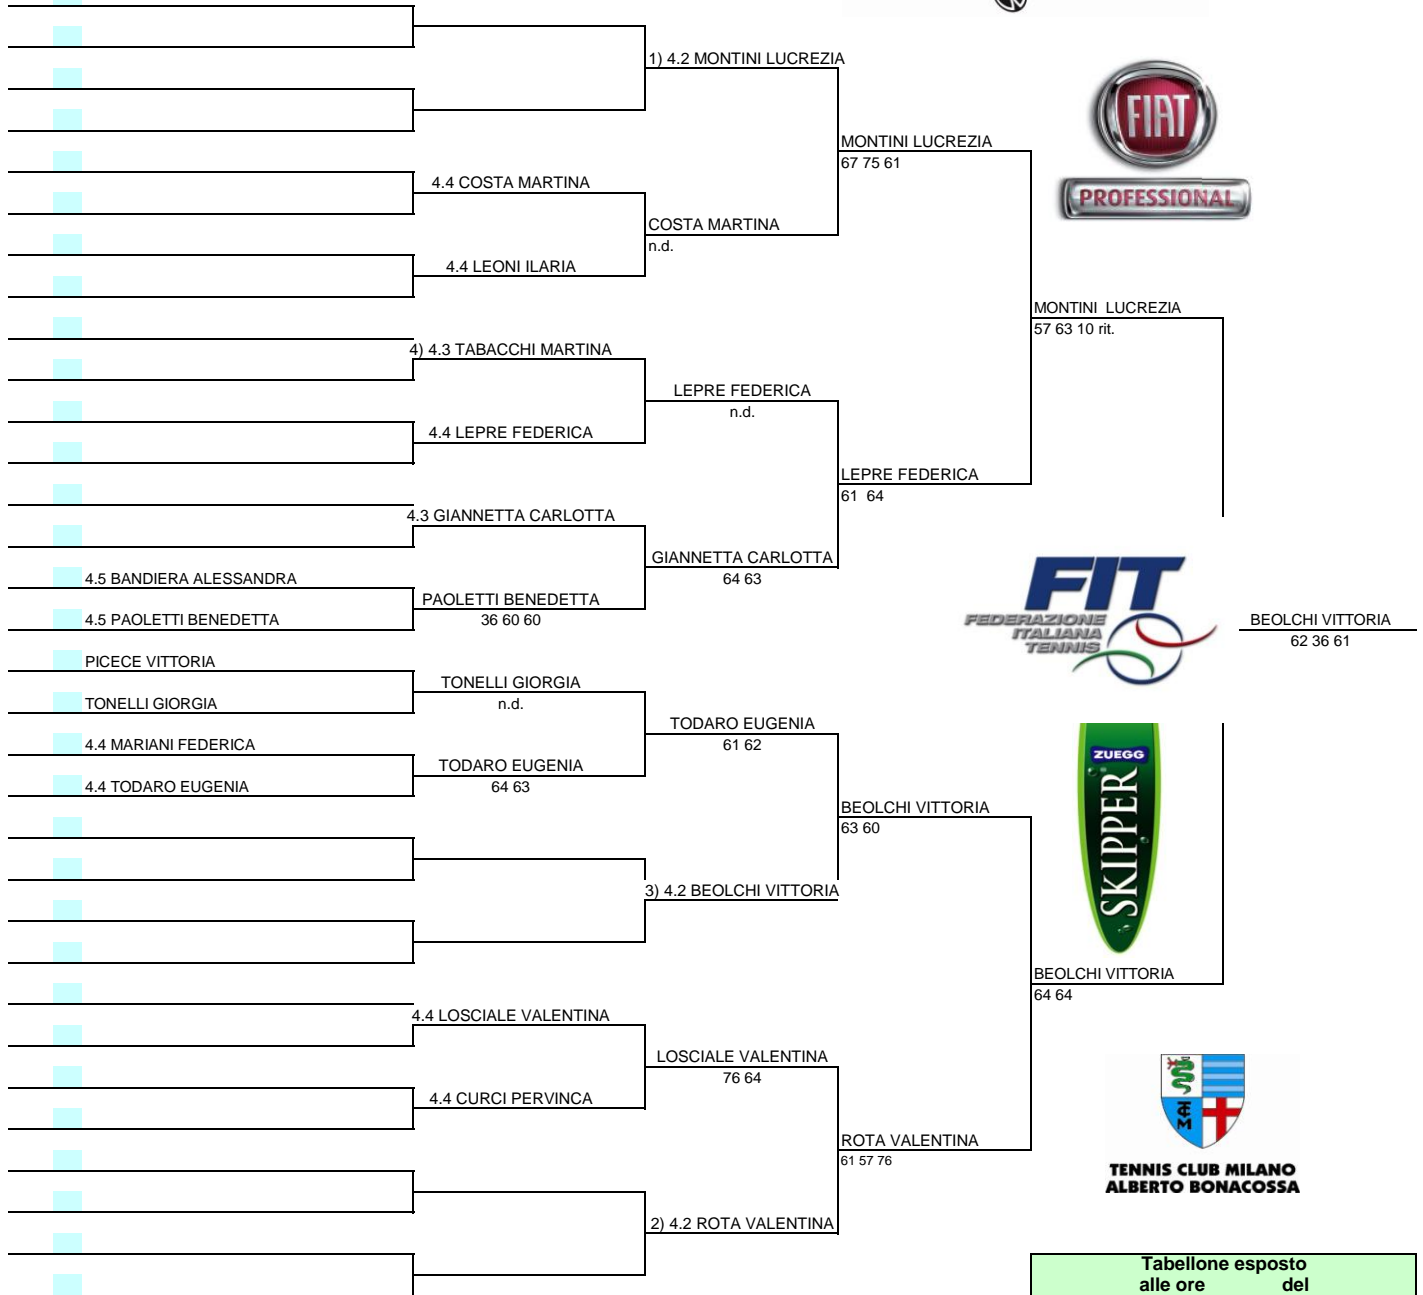 1) 4.2 MONTINI LUCREZIA
FIAT
PROFESSIONAL
MONTINI LUCREZIA
67 75 61
4.4 COSTA MARTINA
COSTA MARTINA
n.d.
4.4 LEONI ILARIA
MONTINI  LUCREZIA
57 63 10 rit.
4) 4.3 TABACCHI MARTINA
LEPRE FEDERICA
n.d.
4.4 LEPRE FEDERICA
LEPRE FEDERICA
61  64
4.3 GIANNETTA CARLOTTA
GIANNETTA CARLOTTA
64 63
4.5 BANDIERA ALESSANDRA
PAOLETTI BENEDETTA
36 60 60
4.5 PAOLETTI BENEDETTA
FIT
FEDERAZIONE
ITALIANA
TENNIS
BEOLCHI VITTORIA
62 36 61
PICECE VITTORIA
TONELLI GIORGIA
n.d.
TONELLI GIORGIA
TODARO EUGENIA
61 62
4.4 MARIANI FEDERICA
TODARO EUGENIA
64 63
4.4 TODARO EUGENIA
ZUEGG
SKIPPER
BEOLCHI VITTORIA
63 60
3) 4.2 BEOLCHI VITTORIA
BEOLCHI VITTORIA
64 64
4.4 LOSCIALE VALENTINA
LOSCIALE VALENTINA
76 64
4.4 CURCI PERVINCA
ROTA VALENTINA
61 57 76
TCM
TENNIS CLUB MILANO
ALBERTO BONACOSSA
2) 4.2 ROTA VALENTINA
Tabellone esposto
alle ore del